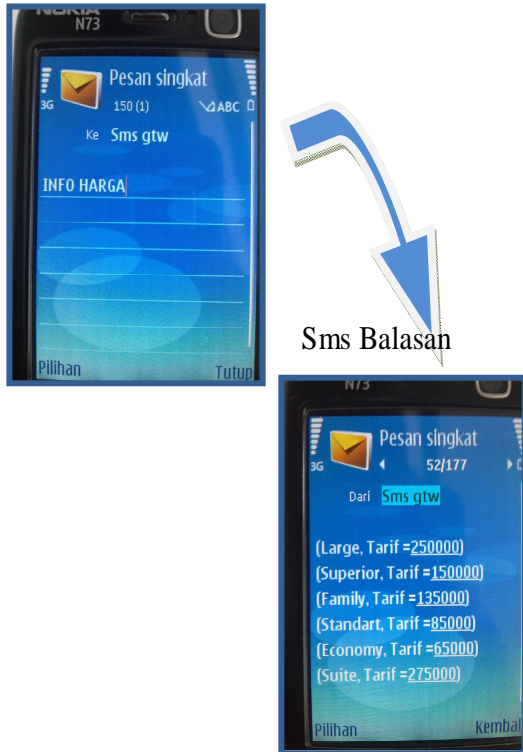 NOKIA
N73
Pesan singkat
3G
150 (1)
ABC
Ke Sms gtw
INFO HARGA
Pilihan
Tutup
Sms Balasan
N73
Pesan singkat
3G
52/177
Dari Sms gtw
(Large, Tarif =250000)
(Superior, Tarif =150000)
(Family, Tarif =135000)
(Standart, Tarif =85000)
(Economy, Tarif =65000)
(Suite, Tarif =275000)
Pilihan
Kembal